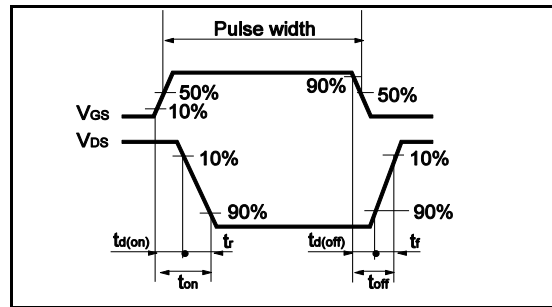 Pulse width
90%
50%
50%
10%
VGS
VDS
10%
10%
90%
90%
td(on)
tr
td(off)
tf
ton
toff